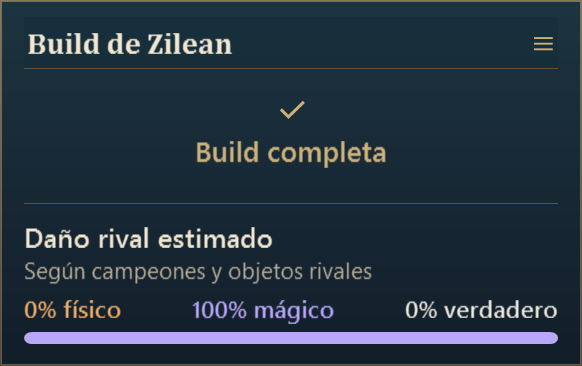 Build de Zilean
Build completa
Daño rival estimado
Según campeones y objetos rivales
0% físico 100% mágico 0% verdadero